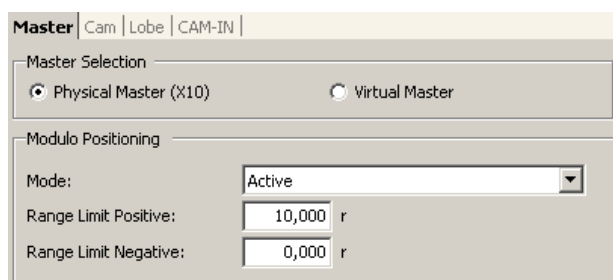 Master Cam Lobe CAM-IN
Master Selection
Physical Master (X10) Virtual Master
Modulo Positioning
Mode: Active
Range Limit Positive: 10,000 r
Range Limit Negative: 0,000 r